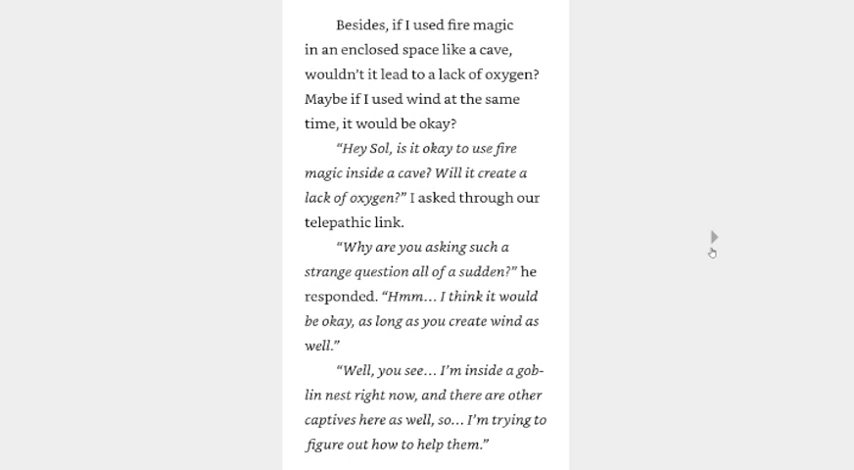 Besides, if I used fire magic
in an enclosed space like a cave,
wouldn't it lead to a lack of oxygen?
Maybe if I used wind at the same
time, it would be okay?
“Hey Sol, is it okay to use fire
magic inside a cave? Will it create a
lack of oxygen?” I asked through our
telepathic link.
“Why are you asking such a
strange question all of a sudden?” he
responded. “Hmm… I think it would
be okay, as long as you create wind as
well.”
“Well, you see… I’m inside a gob-
lin nest right now, and there are other
captives here as well, so… I’m trying to
figure out how to help them.”